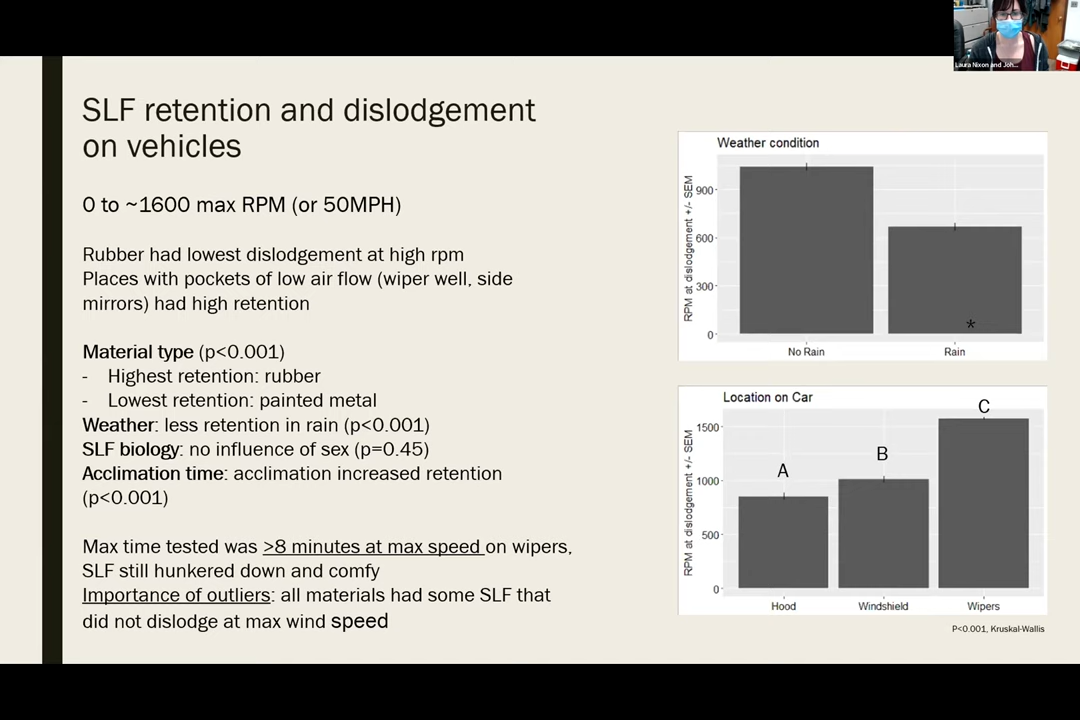 Laura Nixon and Joh...
SLF retention and dislodgement
on vehicles
0 to ~1600 max RPM (or 50MPH)
Rubber had lowest dislodgement at high rpm
Places with pockets of low air flow (wiper well, side
mirrors) had high retention
Material type (p<0.001)
- Highest retention: rubber
- Lowest retention: painted metal
Weather: less retention in rain (p<0.001)
SLF biology: no influence of sex (p=0.45)
Acclimation time: acclimation increased retention
(p<0.001)
Max time tested was >8 minutes at max speed on wipers,
SLF still hunkered down and comfy
Importance of outliers: all materials had some SLF that
did not dislodge at max wind speed
Weather condition
RPM at dislodgement +/- SEM
900
600
300
0
*
No Rain
Rain
Location on Car
RPM at dislodgement +/- SEM
1500
1000
500
0
A
B
C
Hood
Windshield
Wipers
P<0.001, Kruskal-Wallis